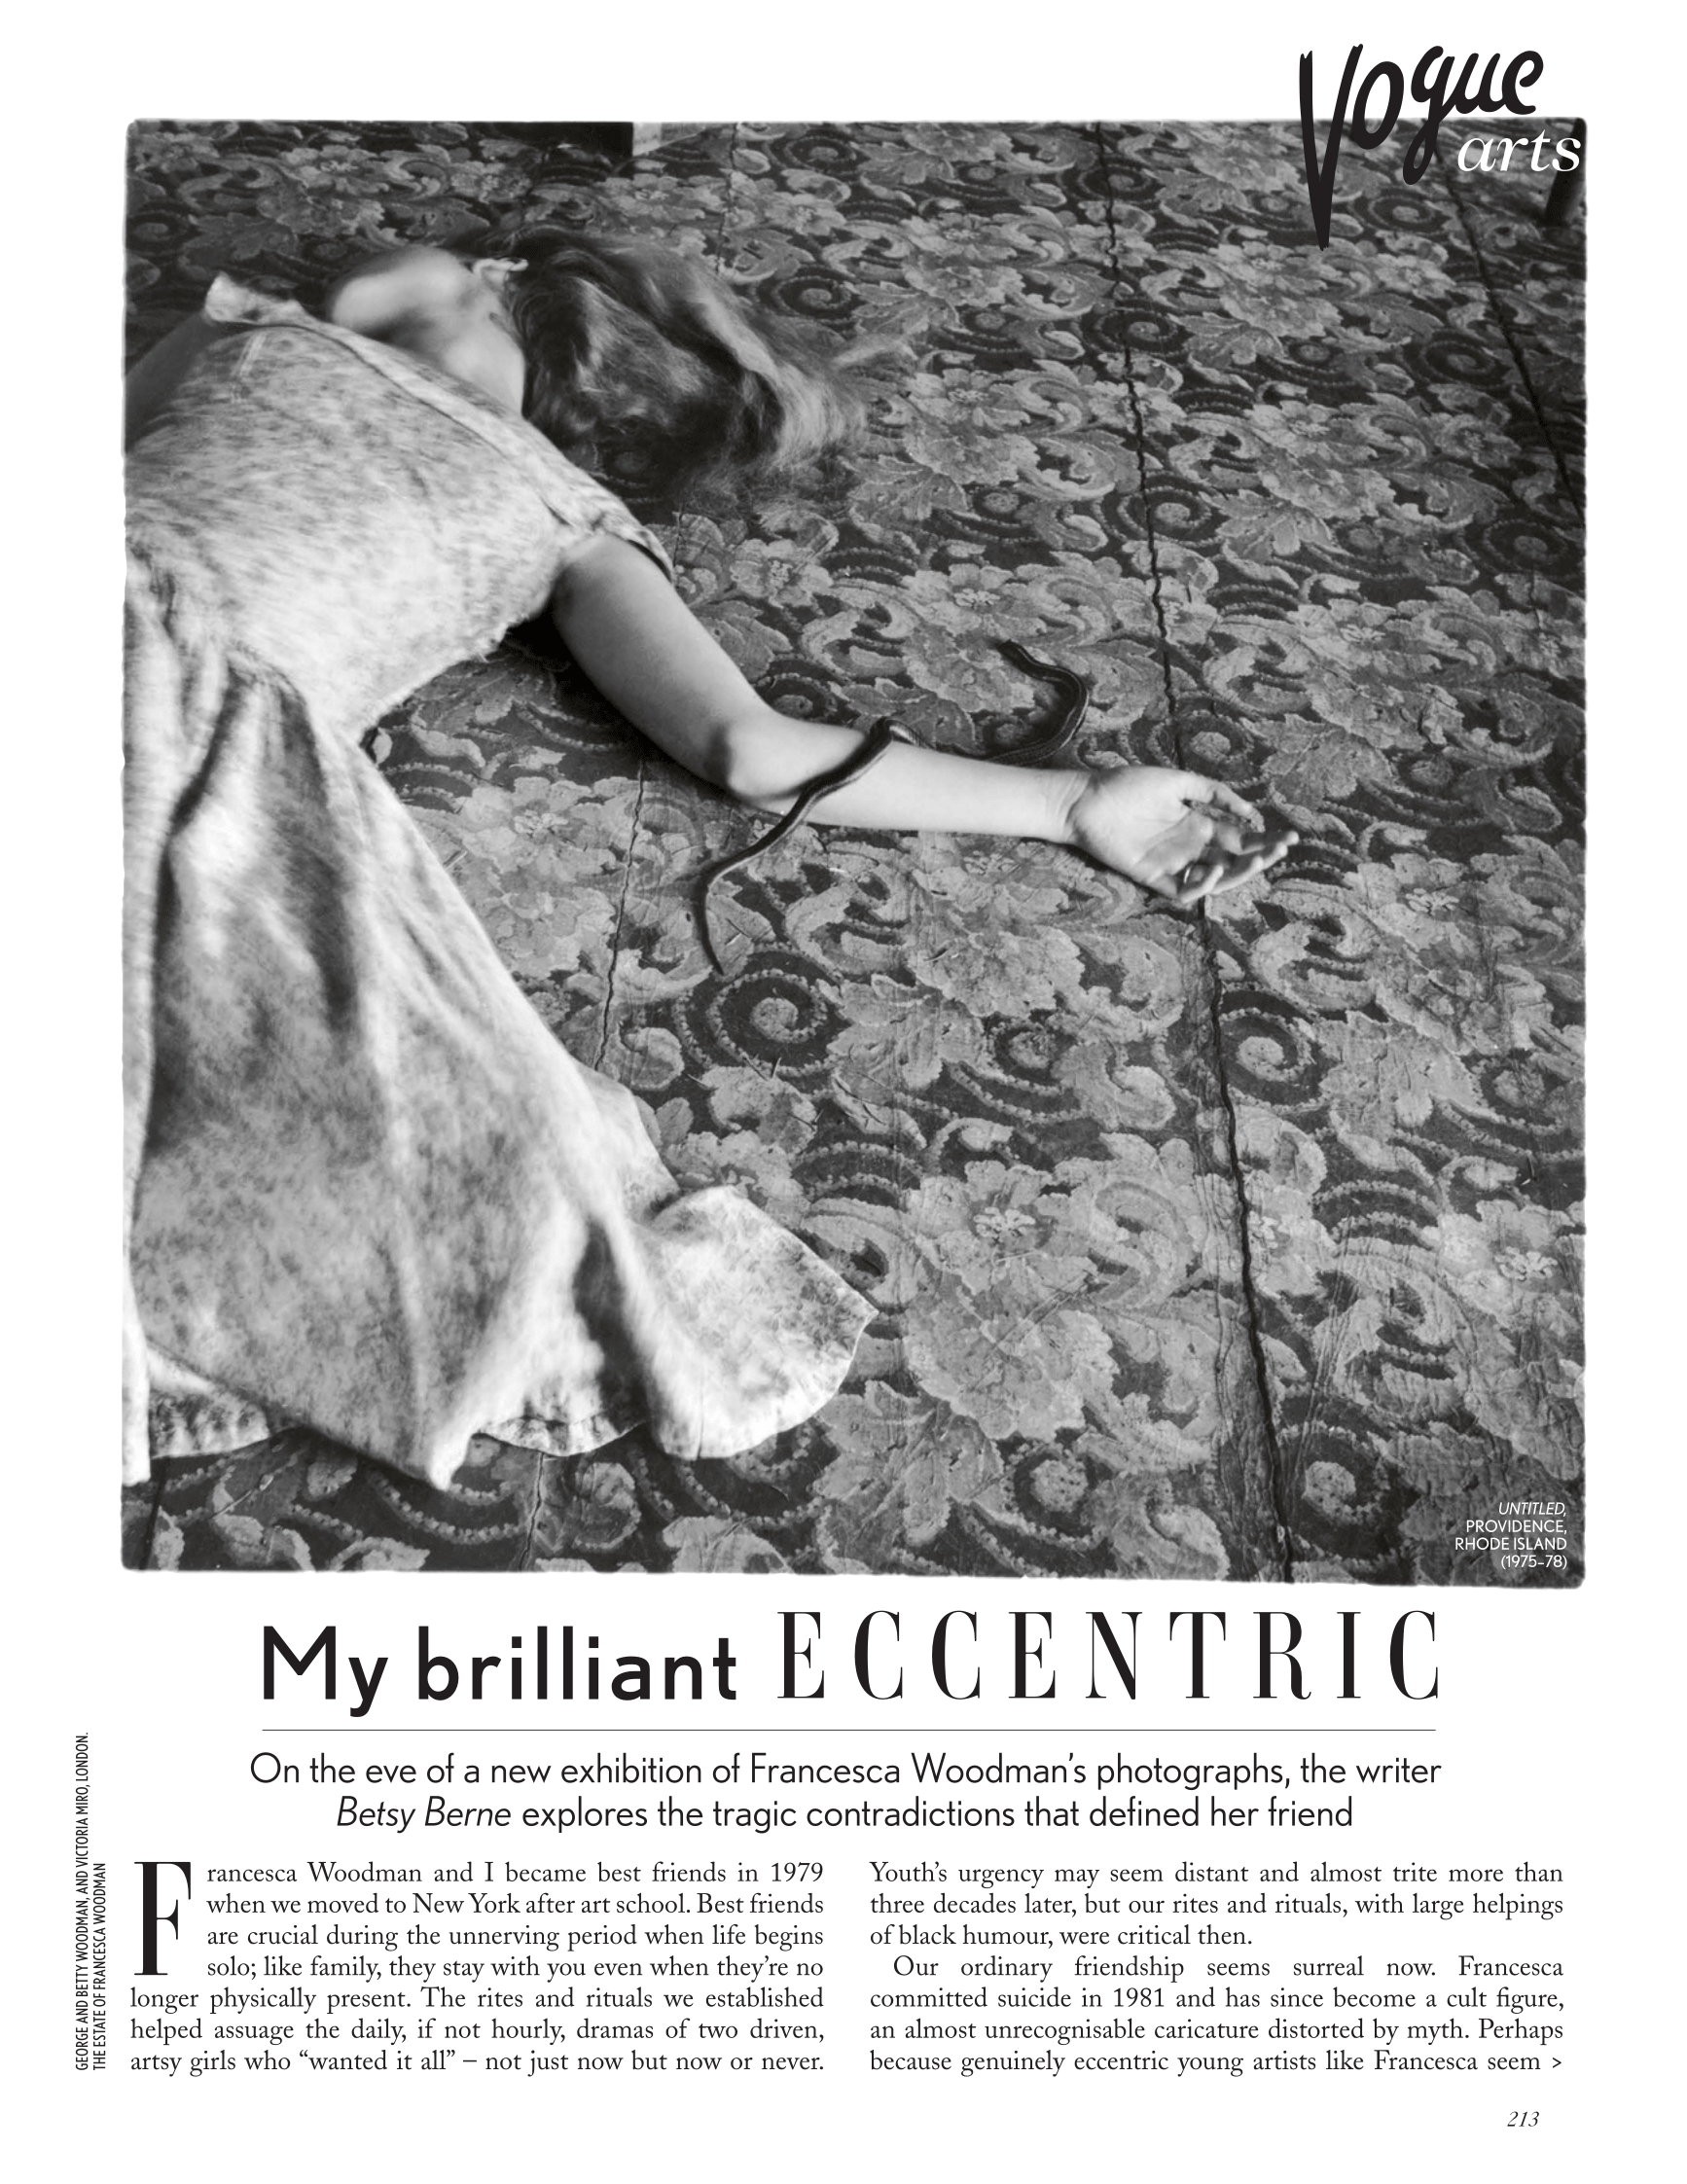 Vogue
arts
UNTITLED,
PROVIDENCE,
RHODE ISLAND
(1975–78)
My brilliant ECCENTRIC
On the eve of a new exhibition of Francesca Woodman’s photographs, the writer
Betsy Berne explores the tragic contradictions that defined her friend
GEORGE AND BETTY WOODMAN, AND VICTORIA MIRO, LONDON.
THE ESTATE OF FRANCESCA WOODMAN
Francesca Woodman and I became best friends in 1979
when we moved to New York after art school. Best friends
are crucial during the unnerving period when life begins
solo; like family, they stay with you even when they’re no
longer physically present. The rites and rituals we established
helped assuage the daily, if not hourly, dramas of two driven,
artsy girls who “wanted it all” – not just now but now or never.
Youth’s urgency may seem distant and almost trite more than
three decades later, but our rites and rituals, with large helpings
of black humour, were critical then.
Our ordinary friendship seems surreal now. Francesca
committed suicide in 1981 and has since become a cult figure,
an almost unrecognisable caricature distorted by myth. Perhaps
because genuinely eccentric young artists like Francesca seem >
213